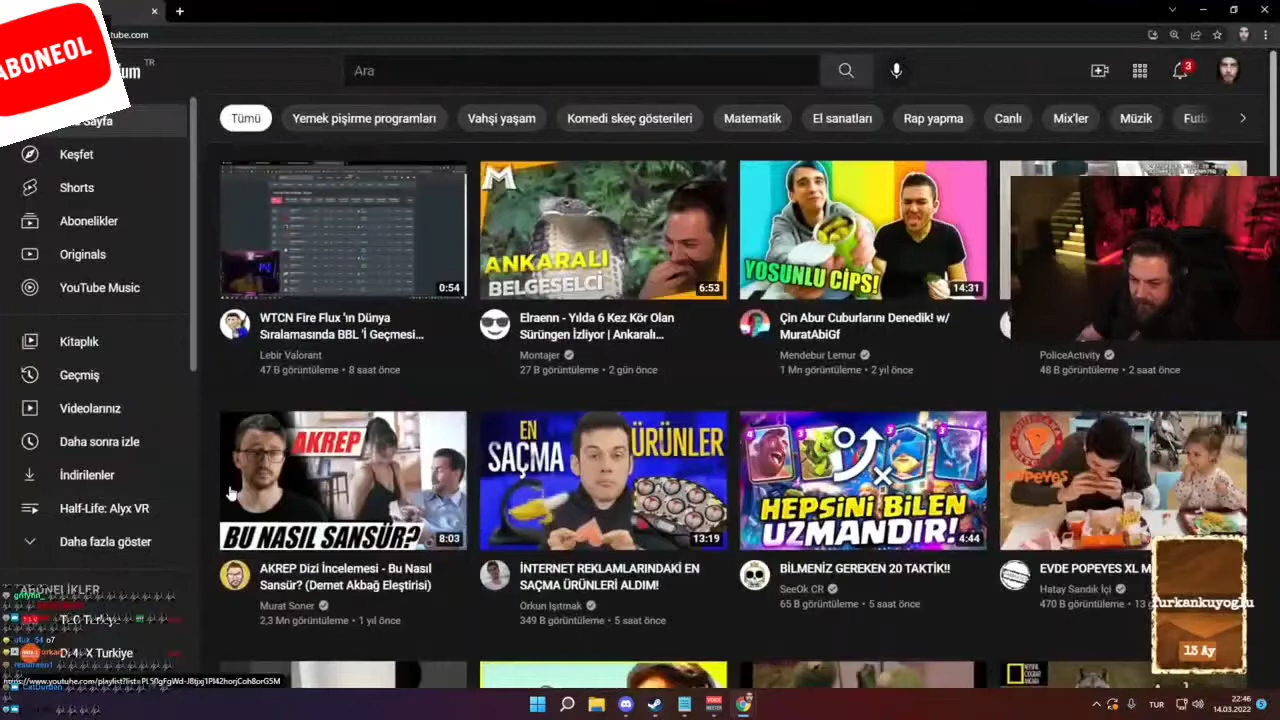 ABONEOL
tube.com
TR
Ara
3
Sayfa
Keşfet
Shorts
Abonelikler
Originals
YouTube Music
Kitaplık
Geçmiş
Videolarınız
Daha sonra izle
İndirilenler
Half-Life: Alyx VR
Daha fazla göster
Tümü
Yemek pişirme programları
Vahşi yaşam
Komedi skeç gösterileri
Matematik
El sanatları
Rap yapma
Canlı
Mix'ler
Müzik
0:54
WTCN Fire Flux 'ın Dünya
Sıralamasında BBL 'İ Geçmesi...
Lebir Valorant
47 B görüntüleme • 8 saat önce
M
ANKARALI
BELGESELCİ
6:53
Elraenn - Yılda 6 Kez Kör Olan
Sürüngen İzliyor | Ankaralı...
Montajer
27 B görüntüleme • 2 gün önce
YOSUNLU CİPS!
14:31
Çin Abur Cuburlarını Denedik! w/
MuratAbiGf
Mendebur Lemur
1 Mn görüntüleme • 2 yıl önce
PoliceActivity
48 B görüntüleme • 2 saat önce
AKREP
BU NASIL SANSÜR?
8:03
AKREP Dizi İncelemesi - Bu Nasıl
Sansür? (Demet Akbağ Eleştirisi)
Murat Soner
2,3 Mn görüntüleme • 1 yıl önce
EN
SAÇMA
ÜRÜNLER
13:19
İNTERNET REKLAMLARINDAKİ EN
SAÇMA ÜRÜNLERİ ALDIM!
Orkun Işıtmak
349 B görüntüleme • 5 saat önce
HEPSİNİ BİLEN
UZMANDIR!
4:44
BİLMENİZ GEREKEN 20 TAKTİK!!
SeeOk CR
65 B görüntüleme • 5 saat önce
POPEYES
EVDE POPEYES XL M
Hatay Sandık İçi
470 B görüntüleme
Turkankuyoglu
15 Ay
ABONELİKLER
TUR
22:46
14.03.2022